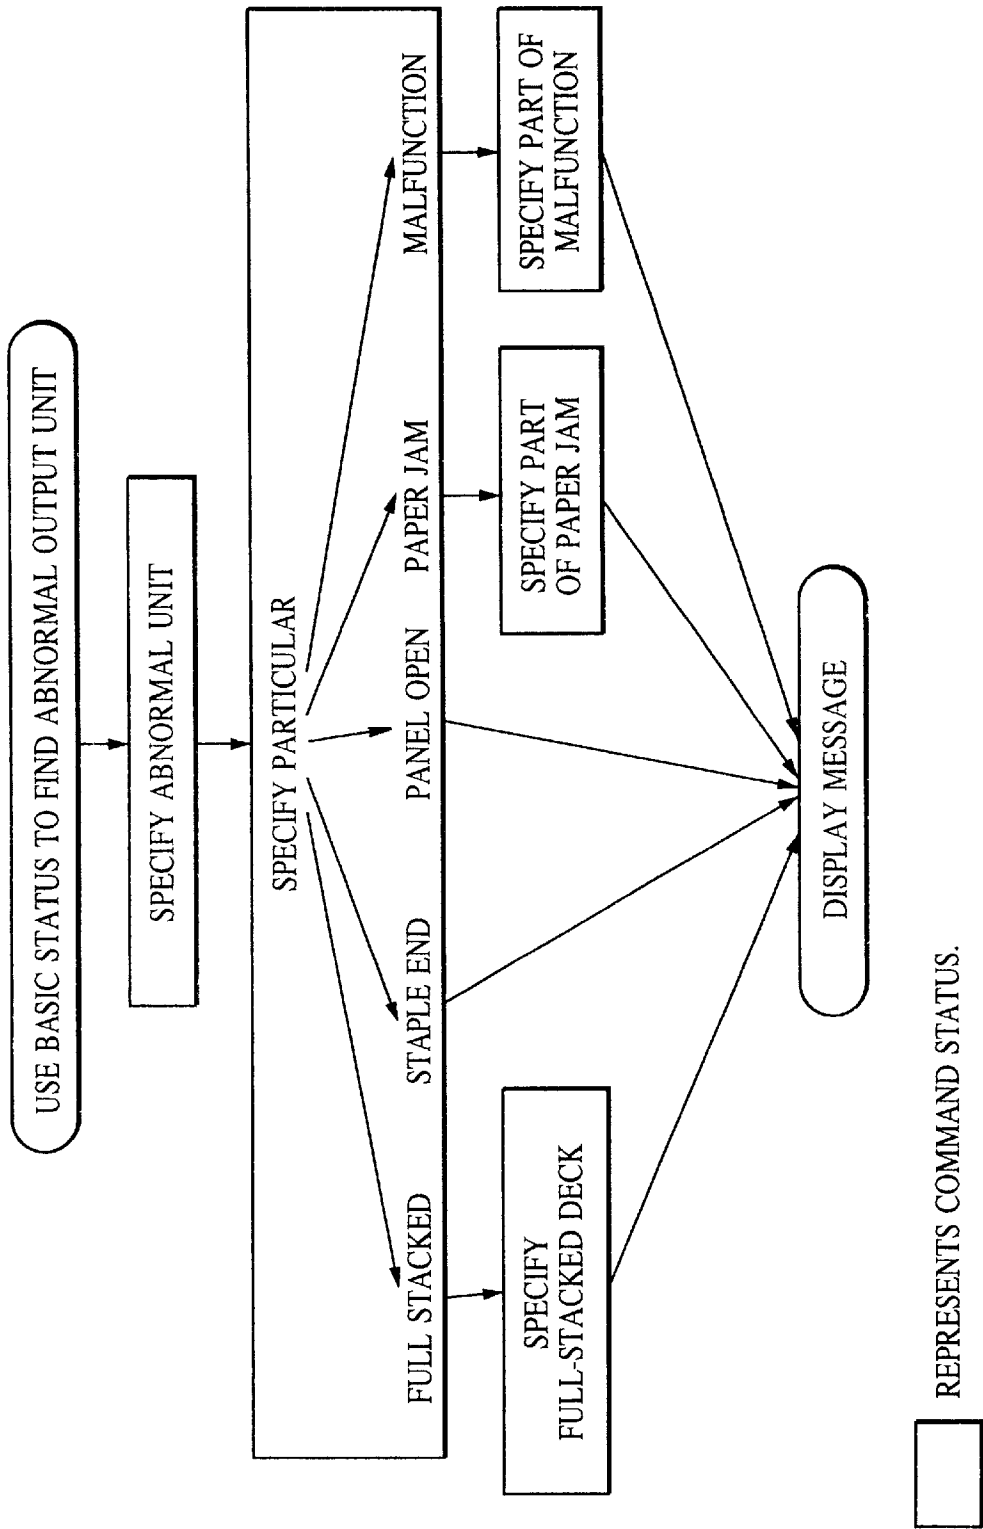 USE BASIC STATUS TO FIND ABNORMAL OUTPUT UNIT
SPECIFY ABNORMAL UNIT
SPECIFY PARTICULAR
FULL STACKED
STAPLE END
PANEL OPEN
PAPER JAM
MALFUNCTION
SPECIFY
FULL-STACKED DECK
SPECIFY PART
OF PAPER JAM
SPECIFY PART OF
MALFUNCTION
DISPLAY MESSAGE
REPRESENTS COMMAND STATUS.